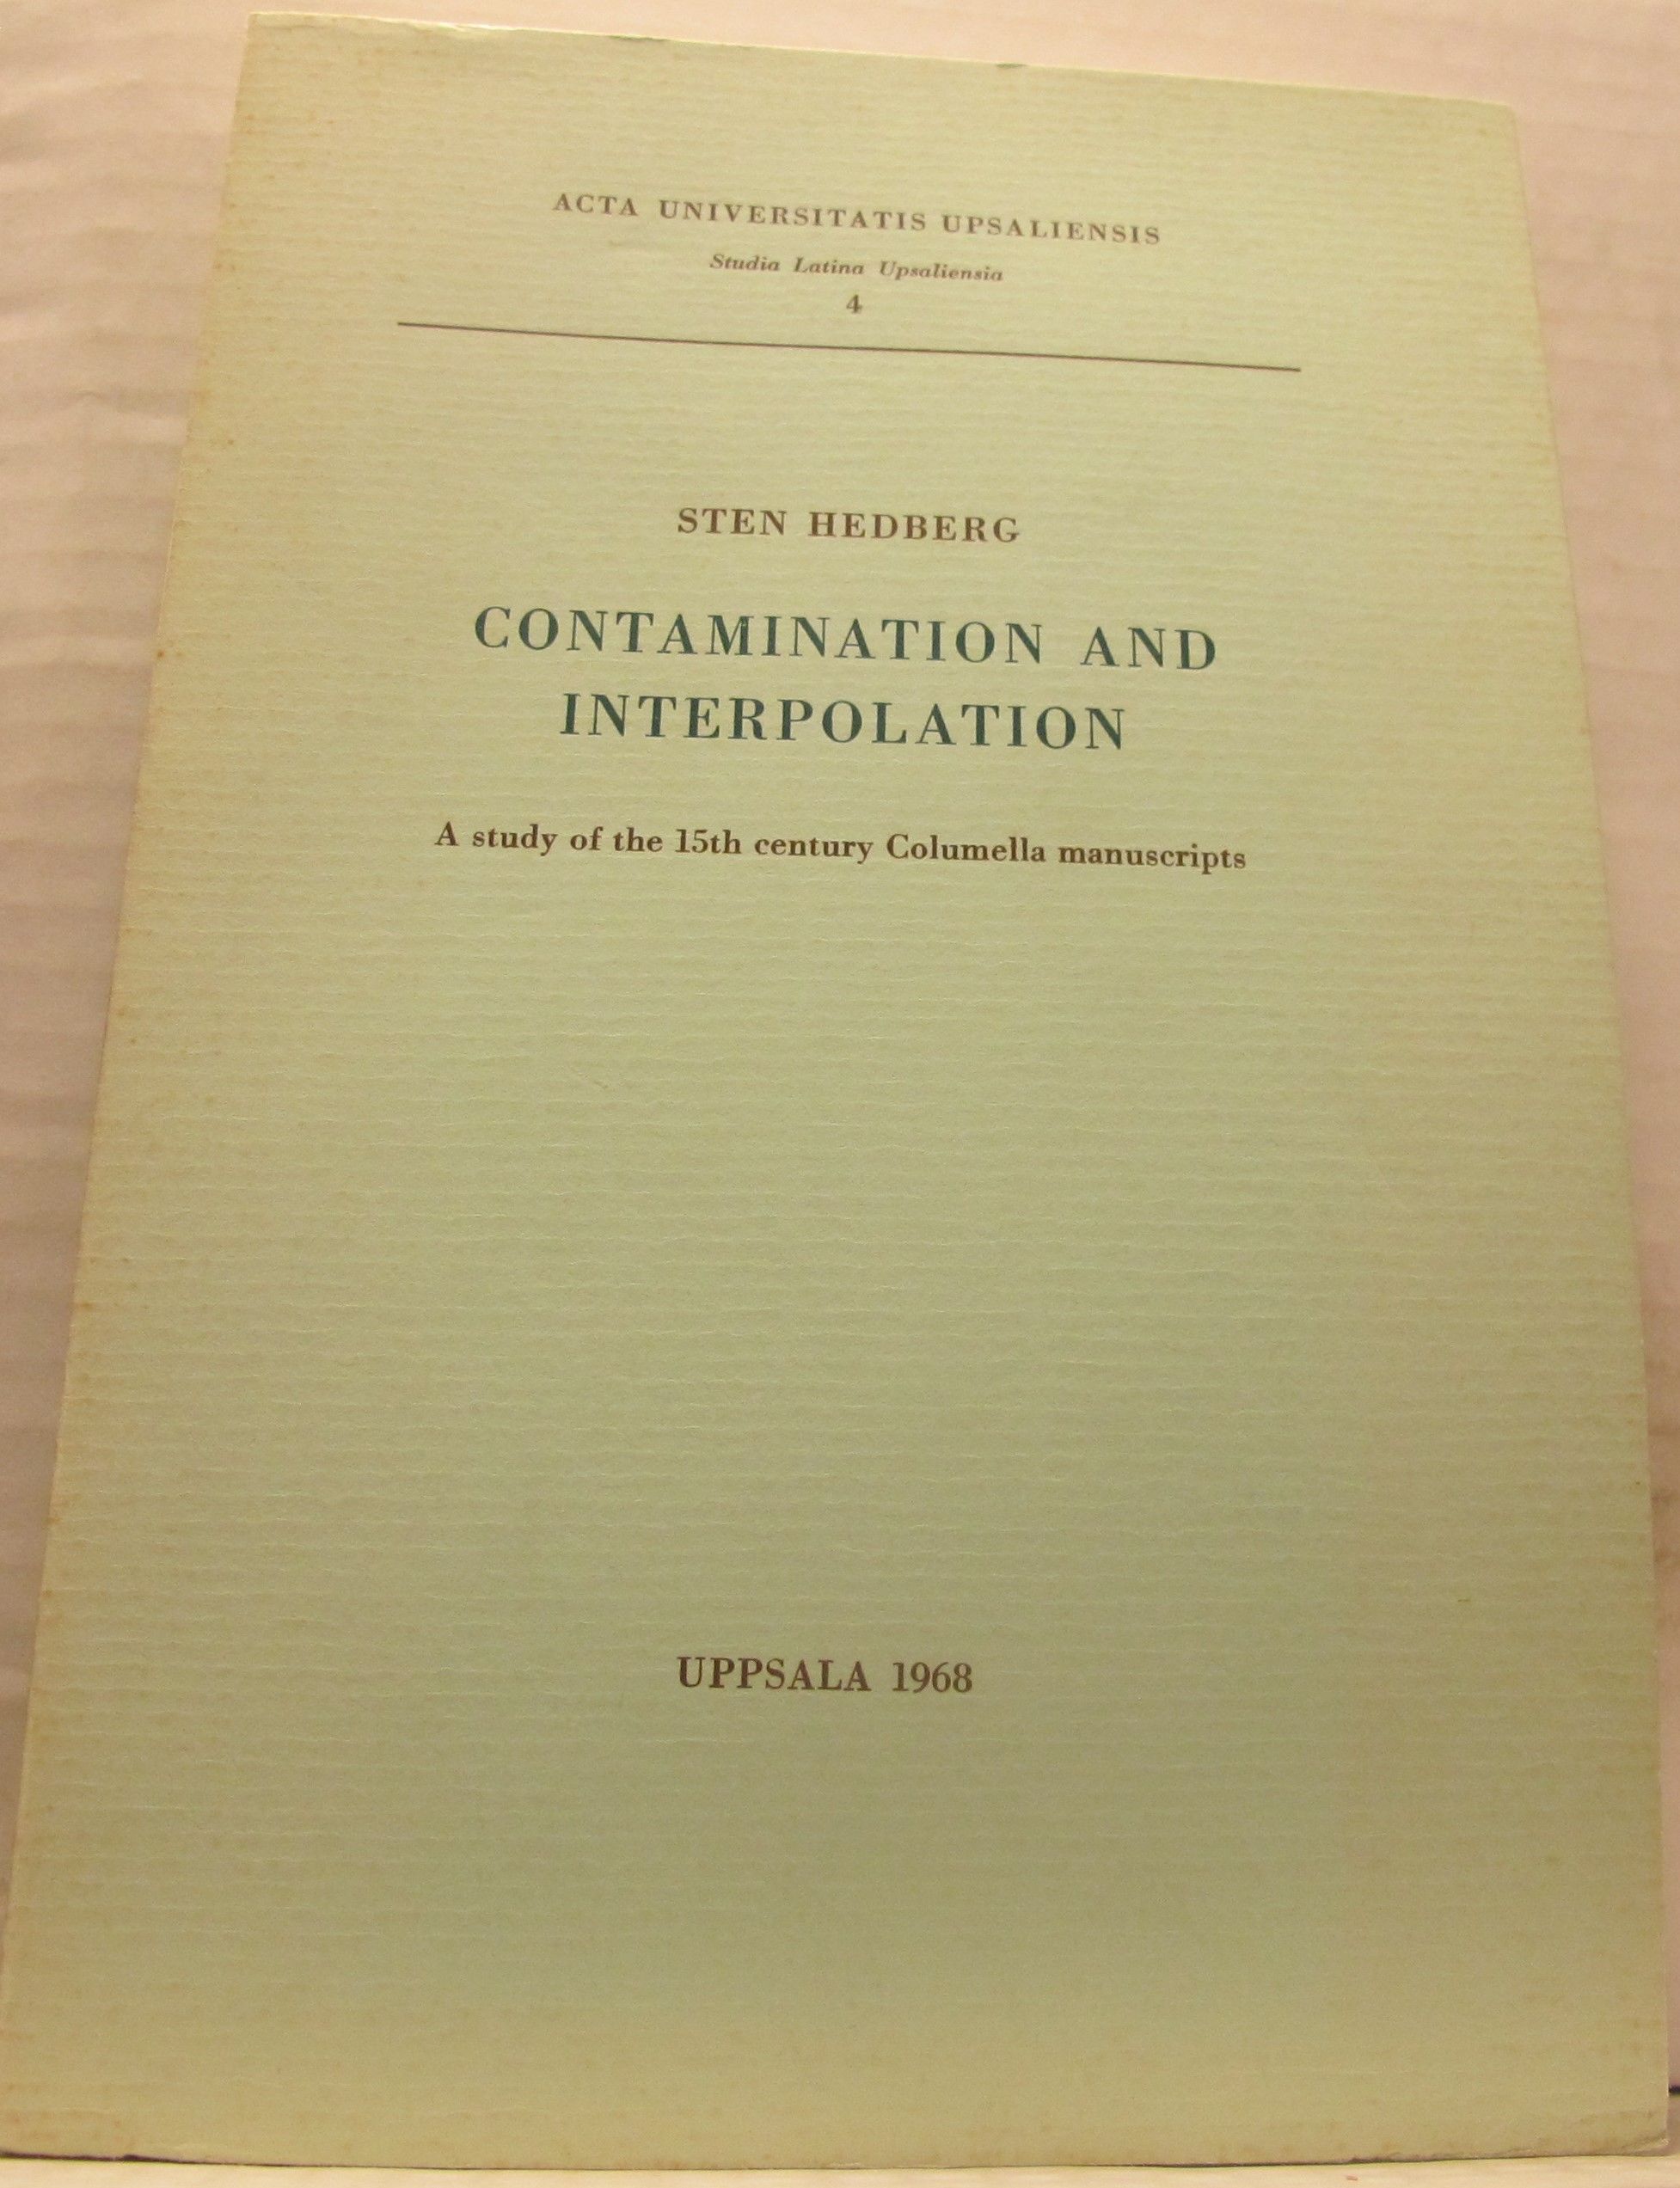 ACTA UNIVERSITATIS UPSALIENSIS
Studia Latina Upsaliensia
4
STEN HEDBERG
CONTAMINATION AND
INTERPOLATION
A study of the 15th century Columella manuscripts
UPPSALA 1968